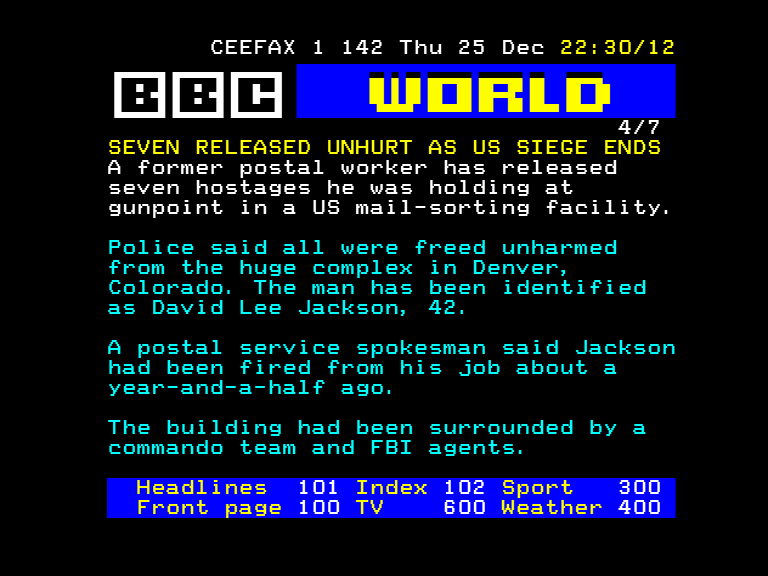 CEEFAX 1 142 Thu 25 Dec 22:30/12
BBC WORLD
4/7
SEVEN RELEASED UNHURT AS US SIEGE ENDS
A former postal worker has released
seven hostages he was holding at
gunpoint in a US mail-sorting facility.
Police said all were freed unharmed
from the huge complex in Denver,
Colorado. The man has been identified
as David Lee Jackson, 42.
A postal service spokesman said Jackson
had been fired from his job about a
year-and-a-half ago.
The building had been surrounded by a
commando team and FBI agents.
Headlines 101 Index 102 Sport 300
Front page 100 TV 600 Weather 400